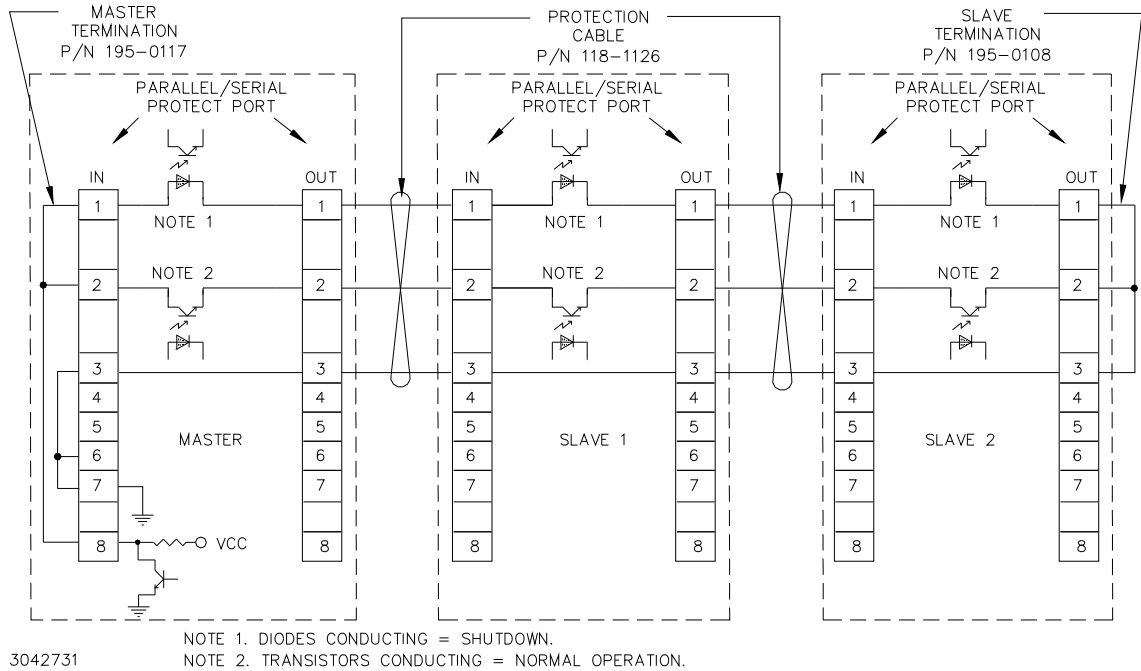 MASTER
TERMINATION
P/N 195-0117
PROTECTION
CABLE
P/N 118-1126
SLAVE
TERMINATION
P/N 195-0108
PARALLEL/SERIAL
PROTECT PORT
PARALLEL/SERIAL
PROTECT PORT
PARALLEL/SERIAL
PROTECT PORT
IN
OUT
IN
OUT
IN
OUT
1
NOTE 1
1
1
NOTE 1
1
1
NOTE 1
1
2
NOTE 2
2
2
NOTE 2
2
2
NOTE 2
2
3
3
3
3
3
3
4
4
4
4
4
4
5
5
5
5
5
5
MASTER
SLAVE 1
SLAVE 2
6
6
6
6
6
6
7
7
7
7
7
7
8
VCC
8
8
8
8
8
NOTE 1. DIODES CONDUCTING = SHUTDOWN.
3042731
NOTE 2. TRANSISTORS CONDUCTING = NORMAL OPERATION.